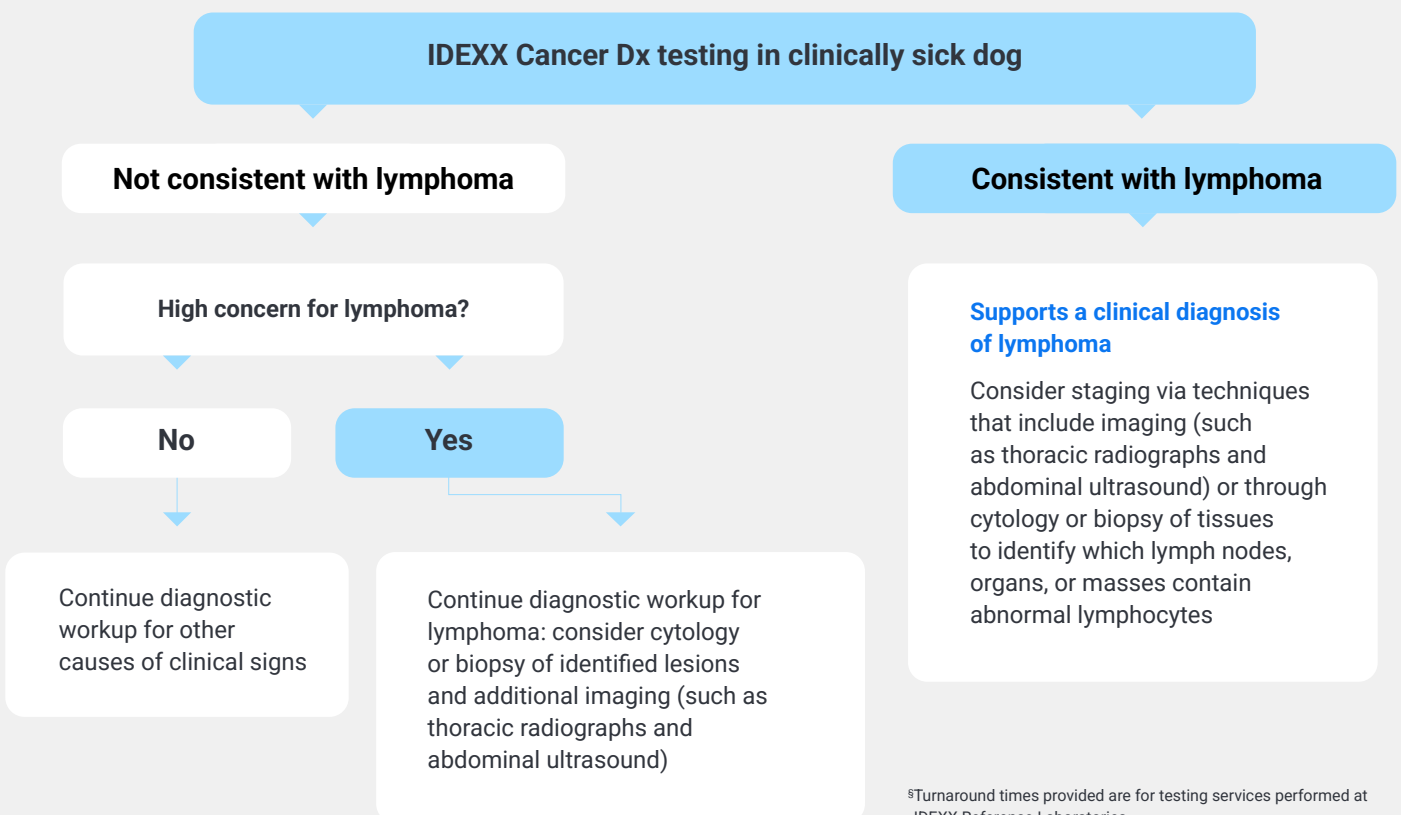 IDEXX Cancer Dx testing in clinically sick dog
Not consistent with lymphoma
Consistent with lymphoma
High concern for lymphoma?
No
Yes
Continue diagnostic
workup for other
causes of clinical signs
Continue diagnostic workup for
lymphoma: consider cytology
or biopsy of identified lesions
and additional imaging (such as
thoracic radiographs and
abdominal ultrasound)
Supports a clinical diagnosis
of lymphoma
Consider staging via techniques
that include imaging (such
as thoracic radiographs and
abdominal ultrasound) or through
cytology or biopsy of tissues
to identify which lymph nodes,
organs, or masses contain
abnormal lymphocytes
§Turnaround times provided are for testing services performed at
IDEXX Reference Laboratories